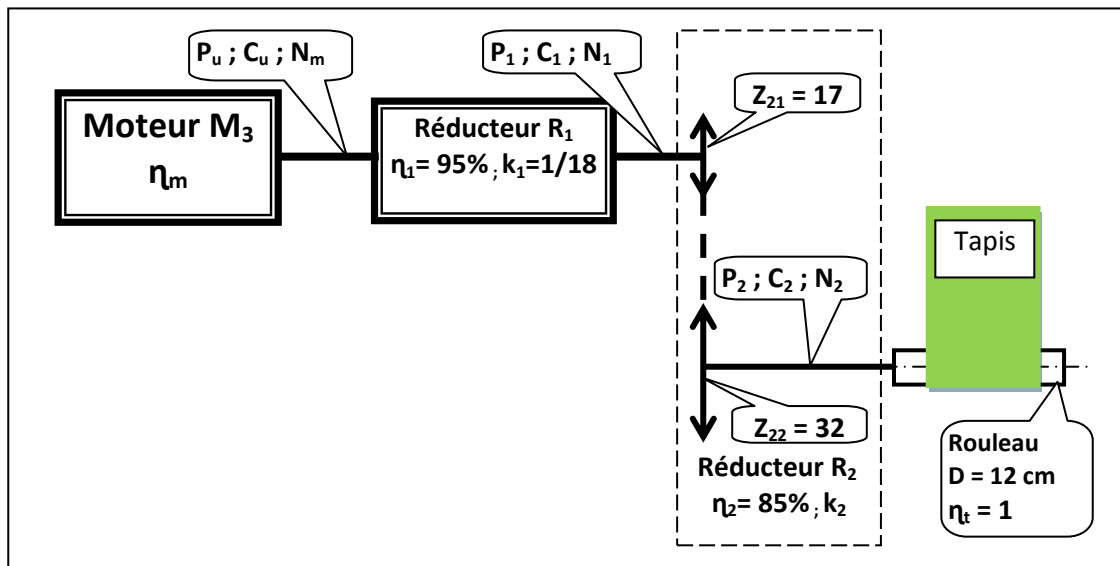 Pu ; Cu ; Nm
P1 ; C1 ; N1
Z21 = 17
Moteur M3
ηm
Réducteur R1
η1= 95% ; k1=1/18
Tapis
P2 ; C2 ; N2
Z22 = 32
Réducteur R2
η2= 85% ; k2
Rouleau
D = 12 cm
ηt = 1